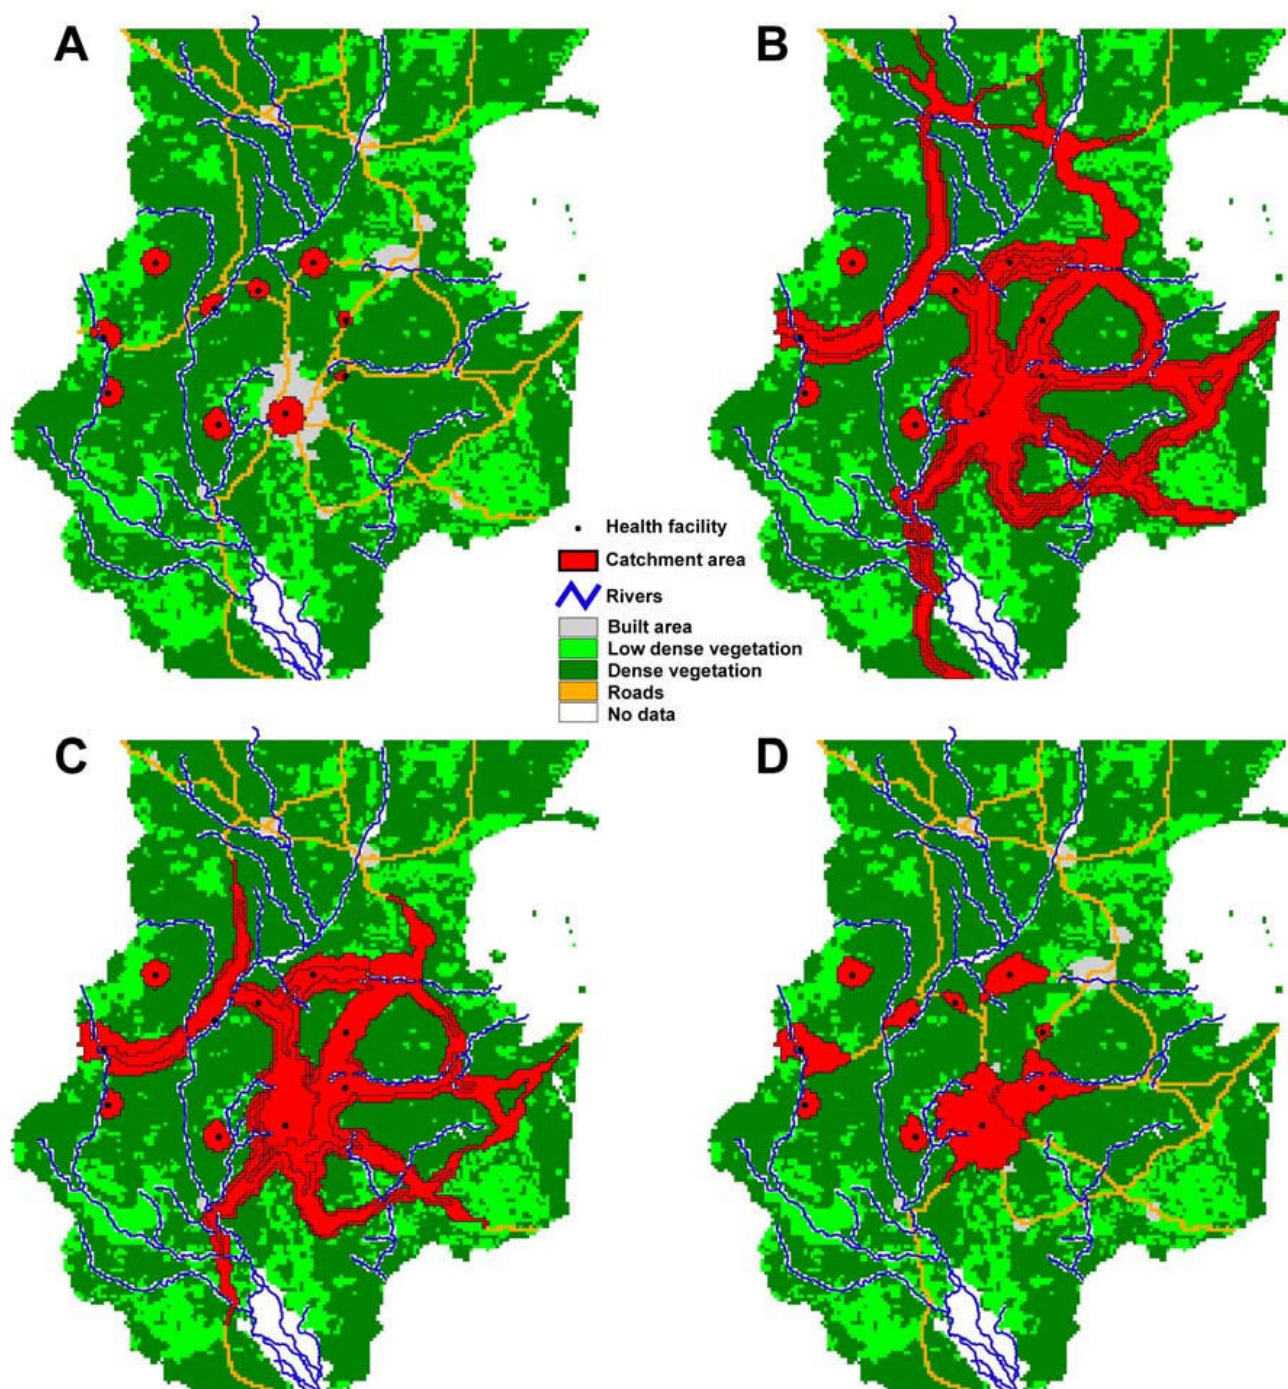 A
B
Health facility
Catchment area
Rivers
Built area
Low dense vegetation
Dense vegetation
Roads
No data
C
D